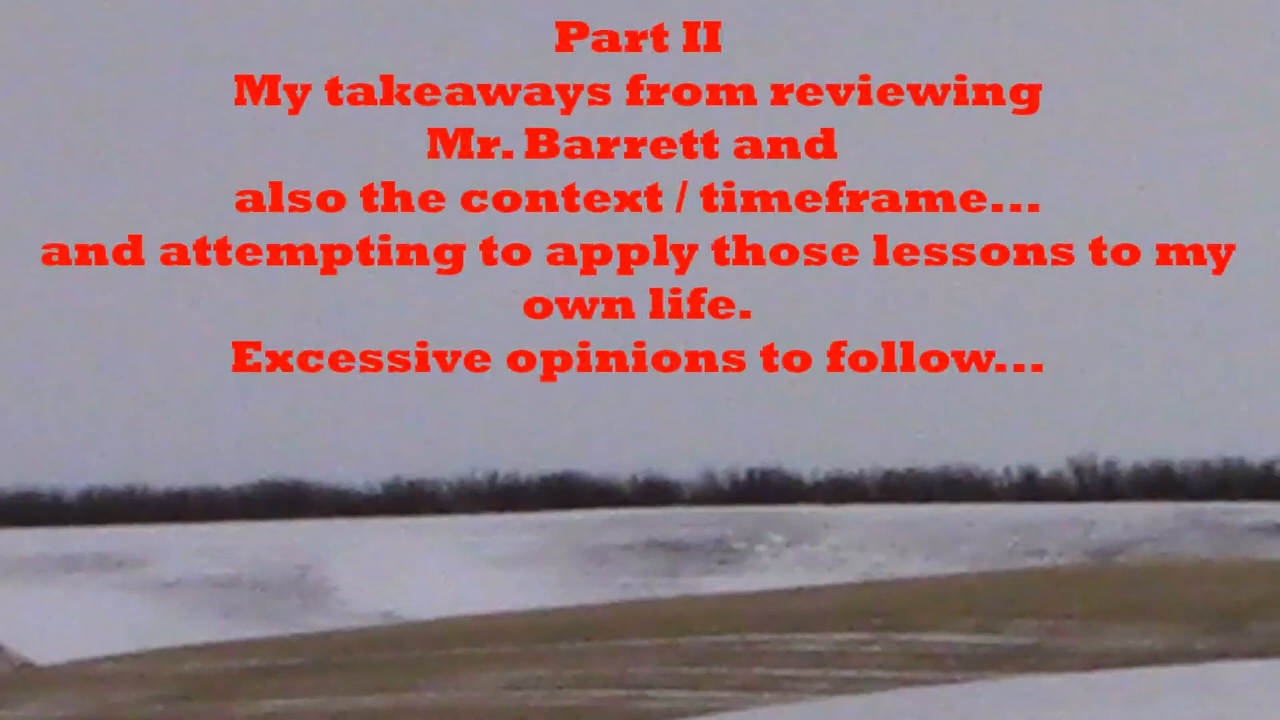 Part II
My takeaways from reviewing
Mr. Barrett and
also the context / timeframe...
and attempting to apply those lessons to my
own life.
Excessive opinions to follow...